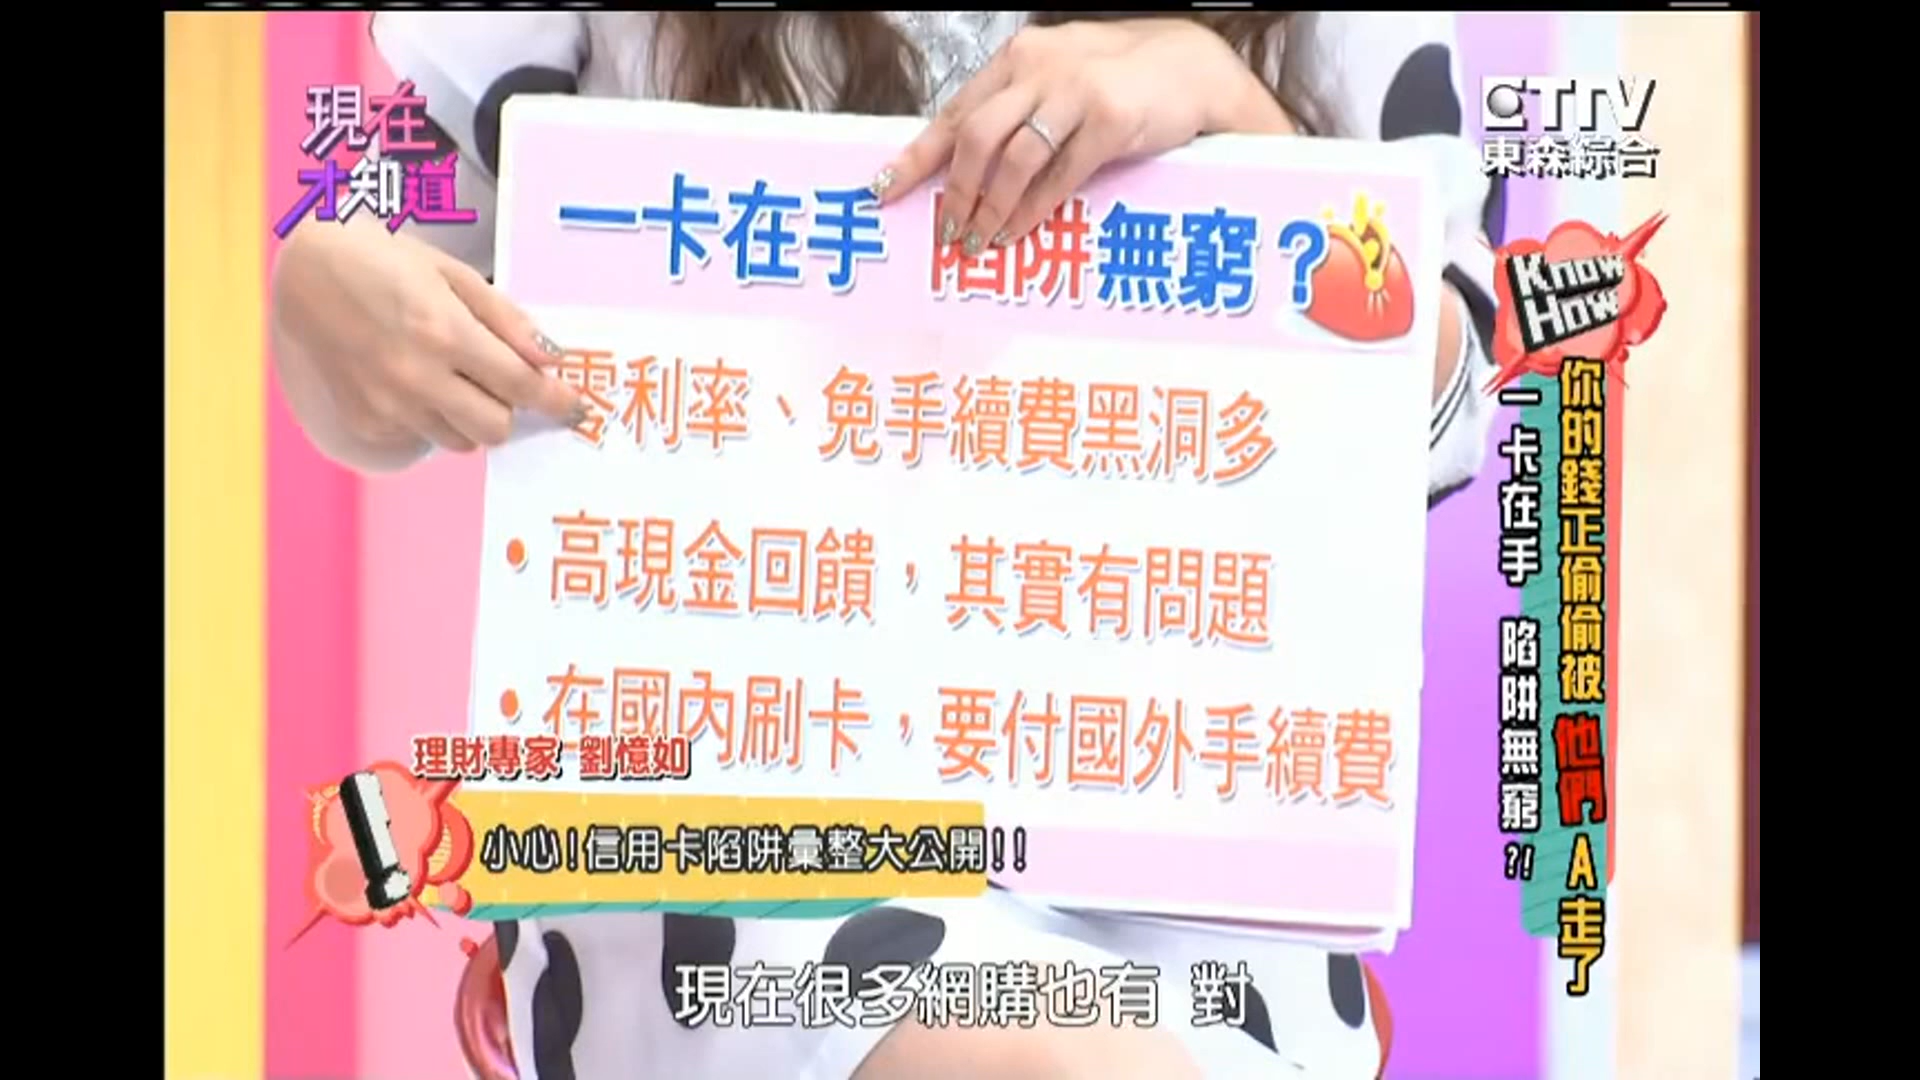 現在
才知道
ETTV
東森綜合
一卡在手 陷阱無窮?
零利率、免手續費黑洞多
•高現金回饋,其實有問題
•在國內刷卡,要付國外手續費
Know
How
你的錢正偷偷被他們A走了
一卡在手 陷阱無窮?!
理財專家 劉憶如
小心!信用卡陷阱彙整大公開!!
現在很多網購也有 對